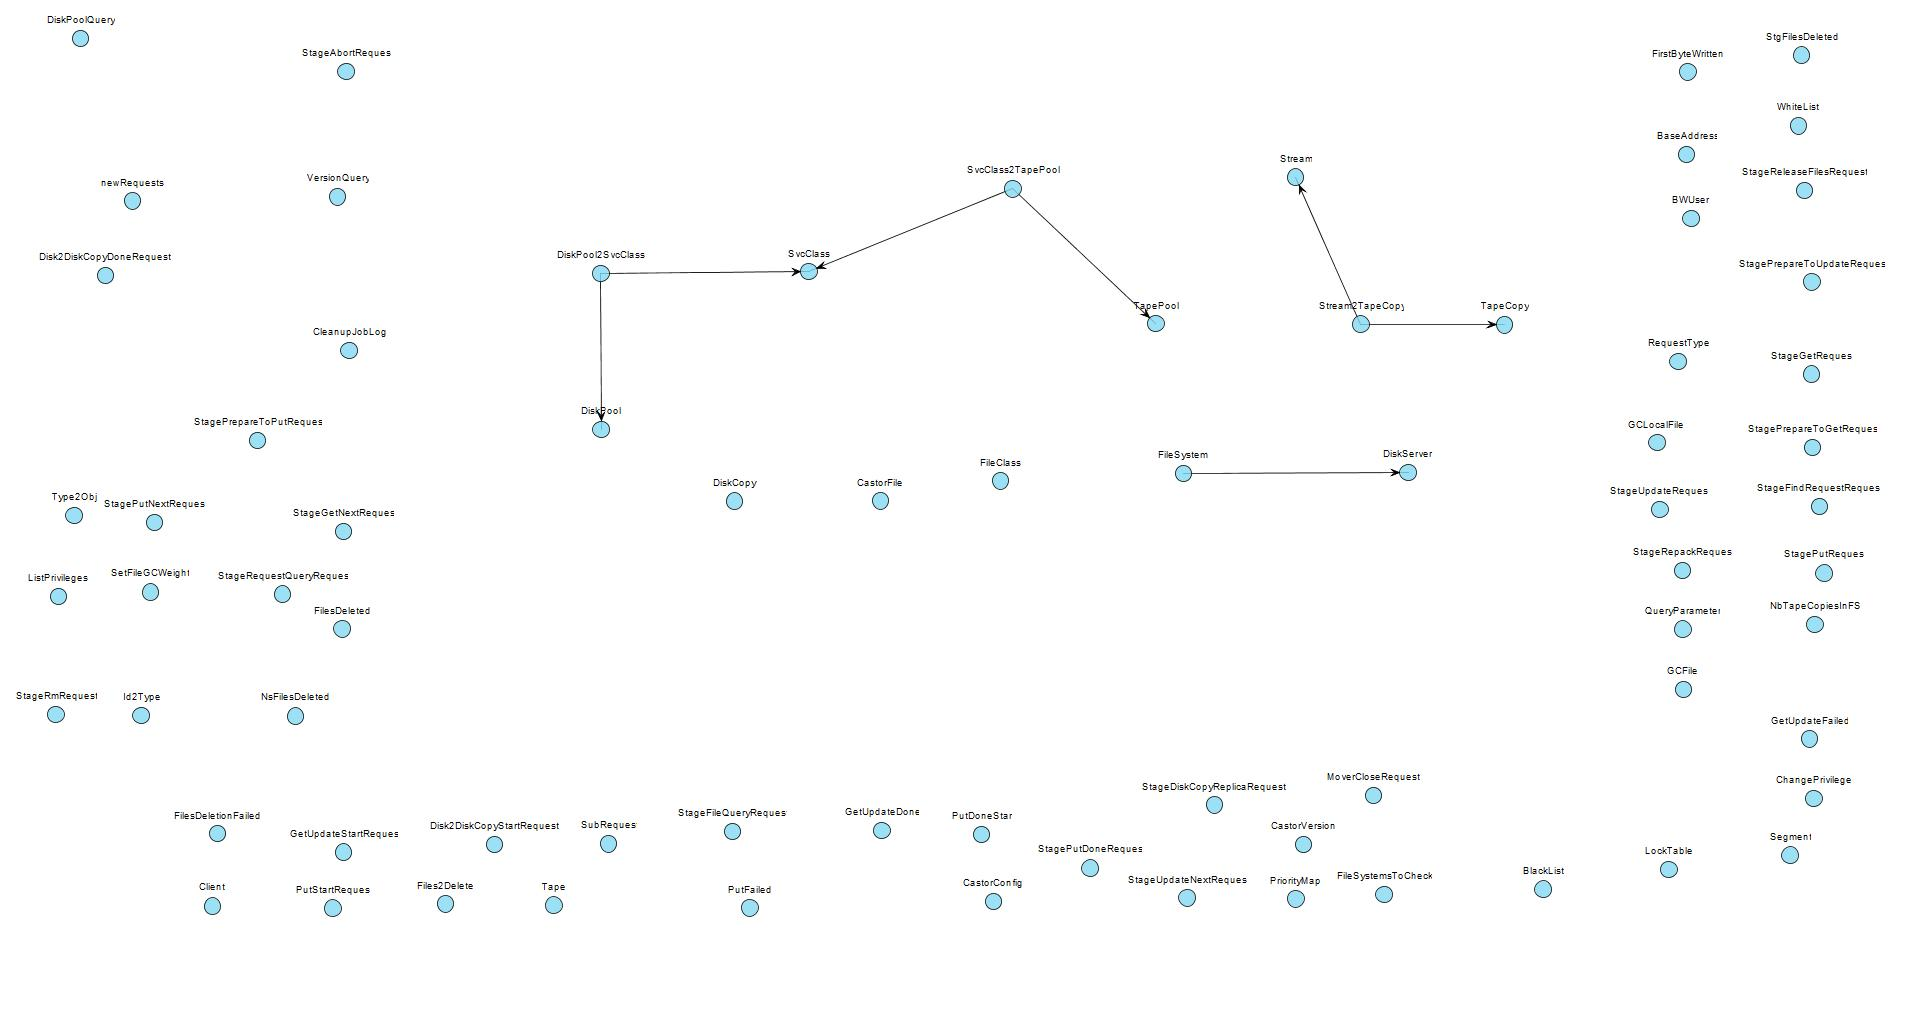 DiskPoolQuery
StgFilesDeleted
StageAbortReques
FirstByteWritten
WhiteList
BaseAddress
Stream
SvcClass2TapePool
StageReleaseFilesRequest
newRequests
VersionQuery
BWUser
Disk2DiskCopyDoneRequest
DiskPool2SvcClass
SvcClass
StagePrepareToUpdateReques
TapePool
Stream2TapeCopy
TapeCopy
CleanupJobLog
RequestType
StageGetReques
DiskPool
StagePrepareToPutReques
GCLocalFile
StagePrepareToGetReques
FileSystem
DiskServer
FileClass
DiskCopy
CastorFile
StageUpdateReques
StageFindRequestReques
Type2Obj
StagePutNextReques
StageGetNextReques
StageRepackReques
StagePutReques
ListPrivileges
SetFileGCWeight
StageRequestQueryReques
FilesDeleted
QueryParameter
NbTapeCopiesInFS
GCFile
StageRmRequest
Id2Type
NsFilesDeleted
GetUpdateFailed
MoverCloseRequest
ChangePrivilege
StageDiskCopyReplicaRequest
FilesDeletionFailed
GetUpdateStartReques
Disk2DiskCopyStartRequest
SubReques
StageFileQueryReques
GetUpdateDone
PutDoneStar
CastorVersion
Segment
StagePutDoneReques
LockTable
BlackList
Client
PutStartReques
Files2Delete
Tape
PutFailed
CastorConfig
StageUpdateNextReques
PriorityMap
FileSystemsToCheck